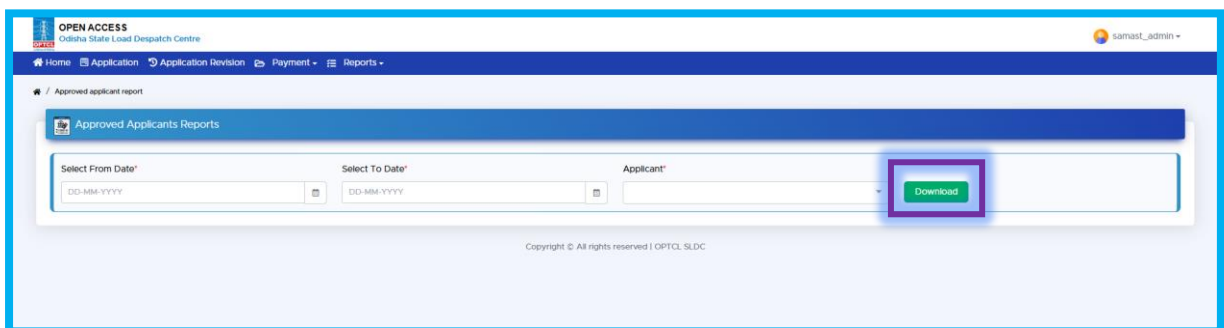 OPEN ACCESS
Odisha State Load Despatch Centre
OPTCL
samast_admin
Home Application Application Revision Payment Reports
/ Approved applicant report
Approved Applicants Reports
Select From Date* Select To Date* Applicant*
DD-MM-YYYY DD-MM-YYYY Download
Copyright © All rights reserved | OPTCL SLDC